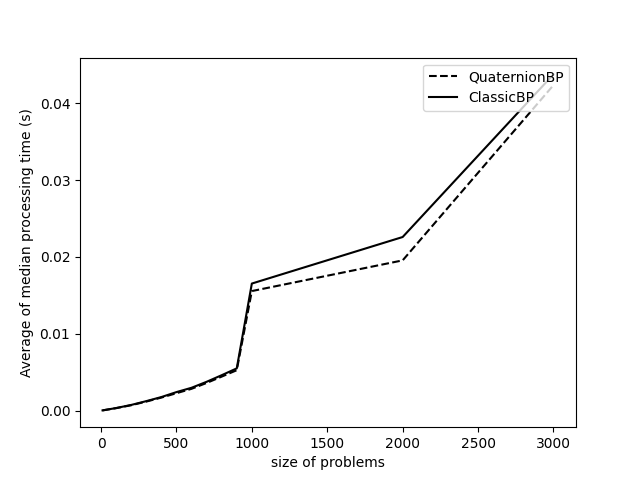 QuaternionBP
ClassicBP
0.04
0.03
0.02
0.01
0.00
Average of median processing time (s)
0 500 1000 1500 2000 2500 3000
size of problems